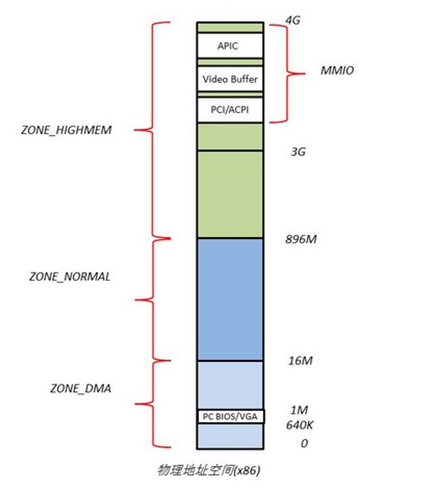 4G
APIC
Video Buffer
MMIO
PCI/ACPI
ZONE_HIGHMEM
3G
896M
ZONE_NORMAL
16M
ZONE_DMA
1M
PC BIOS/VGA
640K
0
物理地址空间(x86)